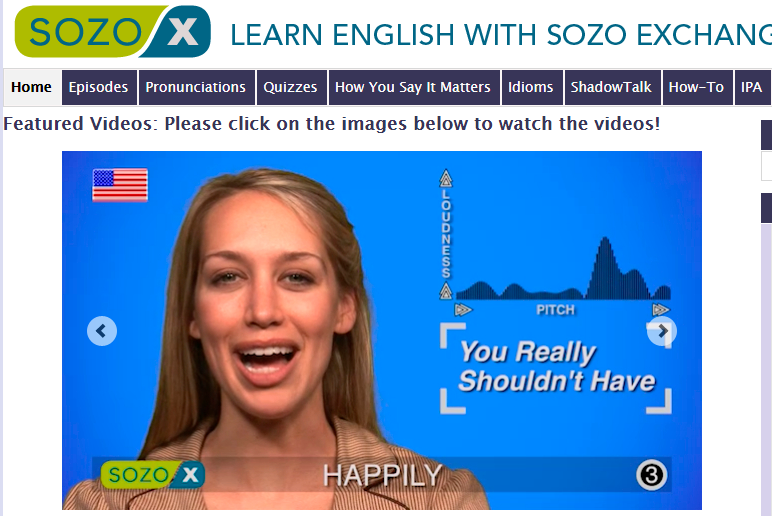 SOZO X
LEARN ENGLISH WITH SOZO EXCHANG
Home Episodes Pronunciations Quizzes How You Say It Matters Idioms ShadowTalk How-To IPA
Featured Videos: Please click on the images below to watch the videos!
LOUDNESS
PITCH
You Really
Shouldn't Have
SOZO X HAPPILY 3